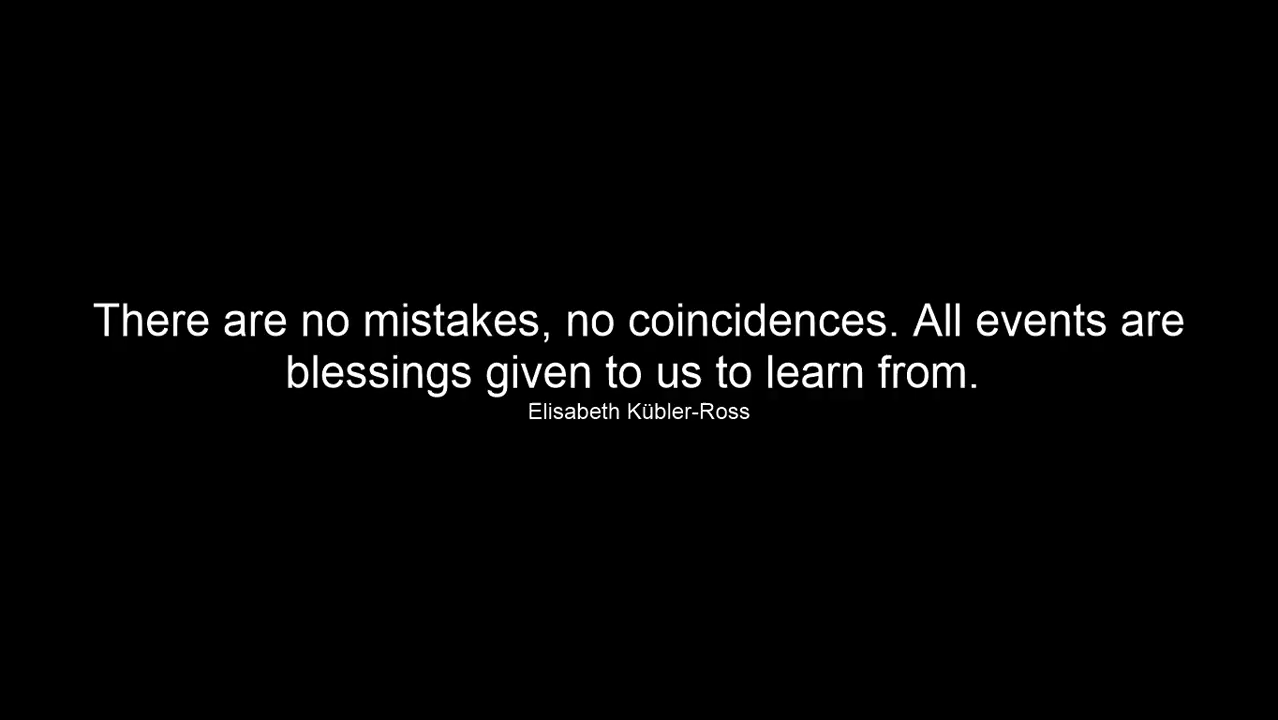 There are no mistakes, no coincidences. All events are
blessings given to us to learn from.
Elisabeth Kübler-Ross